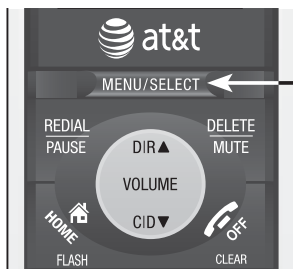 at&t
MENU/SELECT
REDIAL
PAUSE
DELETE
MUTE
DIR▲
VOLUME
CID▼
HOME
FLASH
OFF
CLEAR